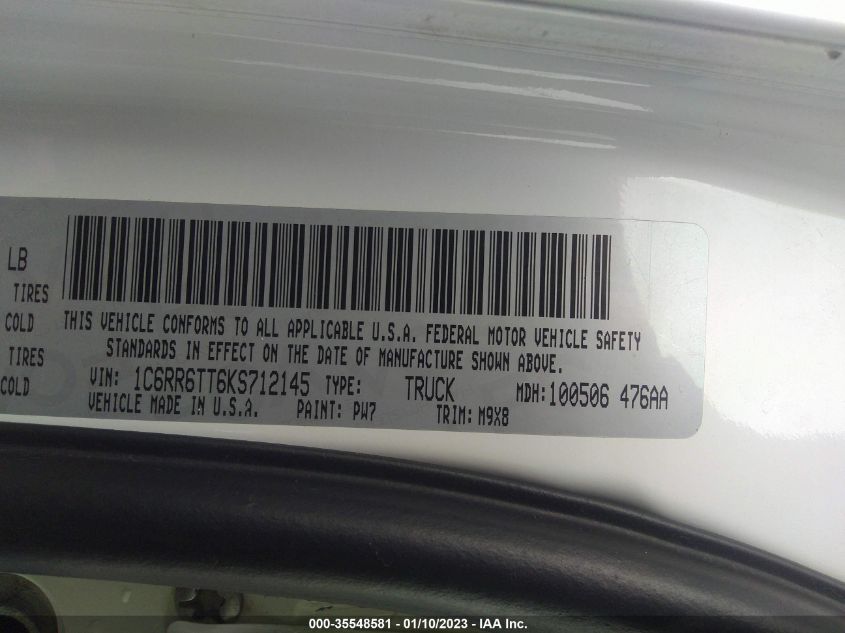 LB
TIRES
COLD
TIRES
COLD
THIS VEHICLE CONFORMS TO ALL APPLICABLE U.S.A. FEDERAL MOTOR VEHICLE SAFETY
STANDARDS IN EFFECT ON THE DATE OF MANUFACTURE SHOWN ABOVE.
VIN: 1C6RR6TT6KS712145 TYPE: TRUCK MDH: 100506 476AA
VEHICLE MADE IN U.S.A. PAINT: PW7 TRIM: M9X8
000-35548581 - 01/10/2023 - IAA Inc.